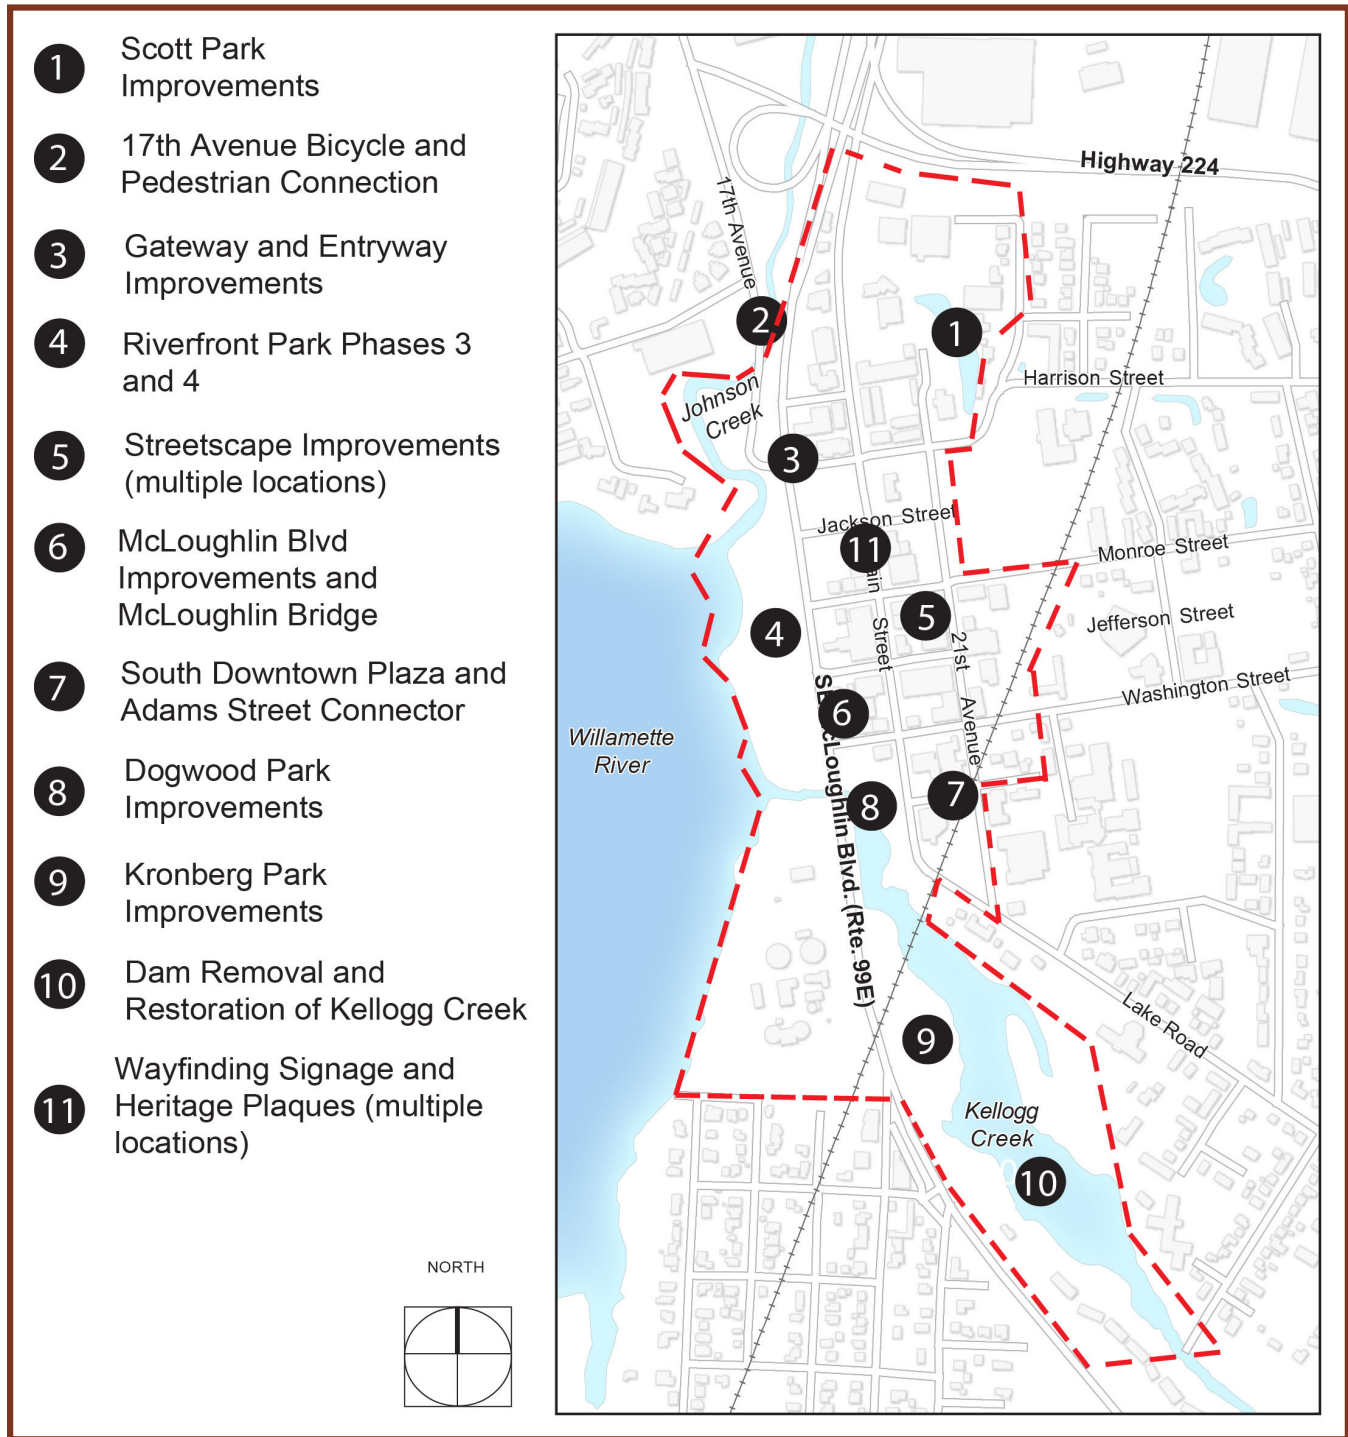 1
Scott Park
Improvements
2
17th Avenue Bicycle and
Pedestrian Connection
3
Gateway and Entryway
Improvements
4
Riverfront Park Phases 3
and 4
5
Streetscape Improvements
(multiple locations)
6
McLoughlin Blvd
Improvements and
McLoughlin Bridge
7
South Downtown Plaza and
Adams Street Connector
8
Dogwood Park
Improvements
9
Kronberg Park
Improvements
10
Dam Removal and
Restoration of Kellogg Creek
11
Wayfinding Signage and
Heritage Plaques (multiple
locations)
NORTH
Highway 224
17th Avenue
2
1
Harrison Street
Johnson
Creek
3
Jackson Street
11
Monroe Street
Street
5
Jefferson Street
4
21st Avenue
Washington Street
6
Willamette
River
Blvd. (Rte. 99E)
7
8
Lake Road
9
Kellogg
Creek
10